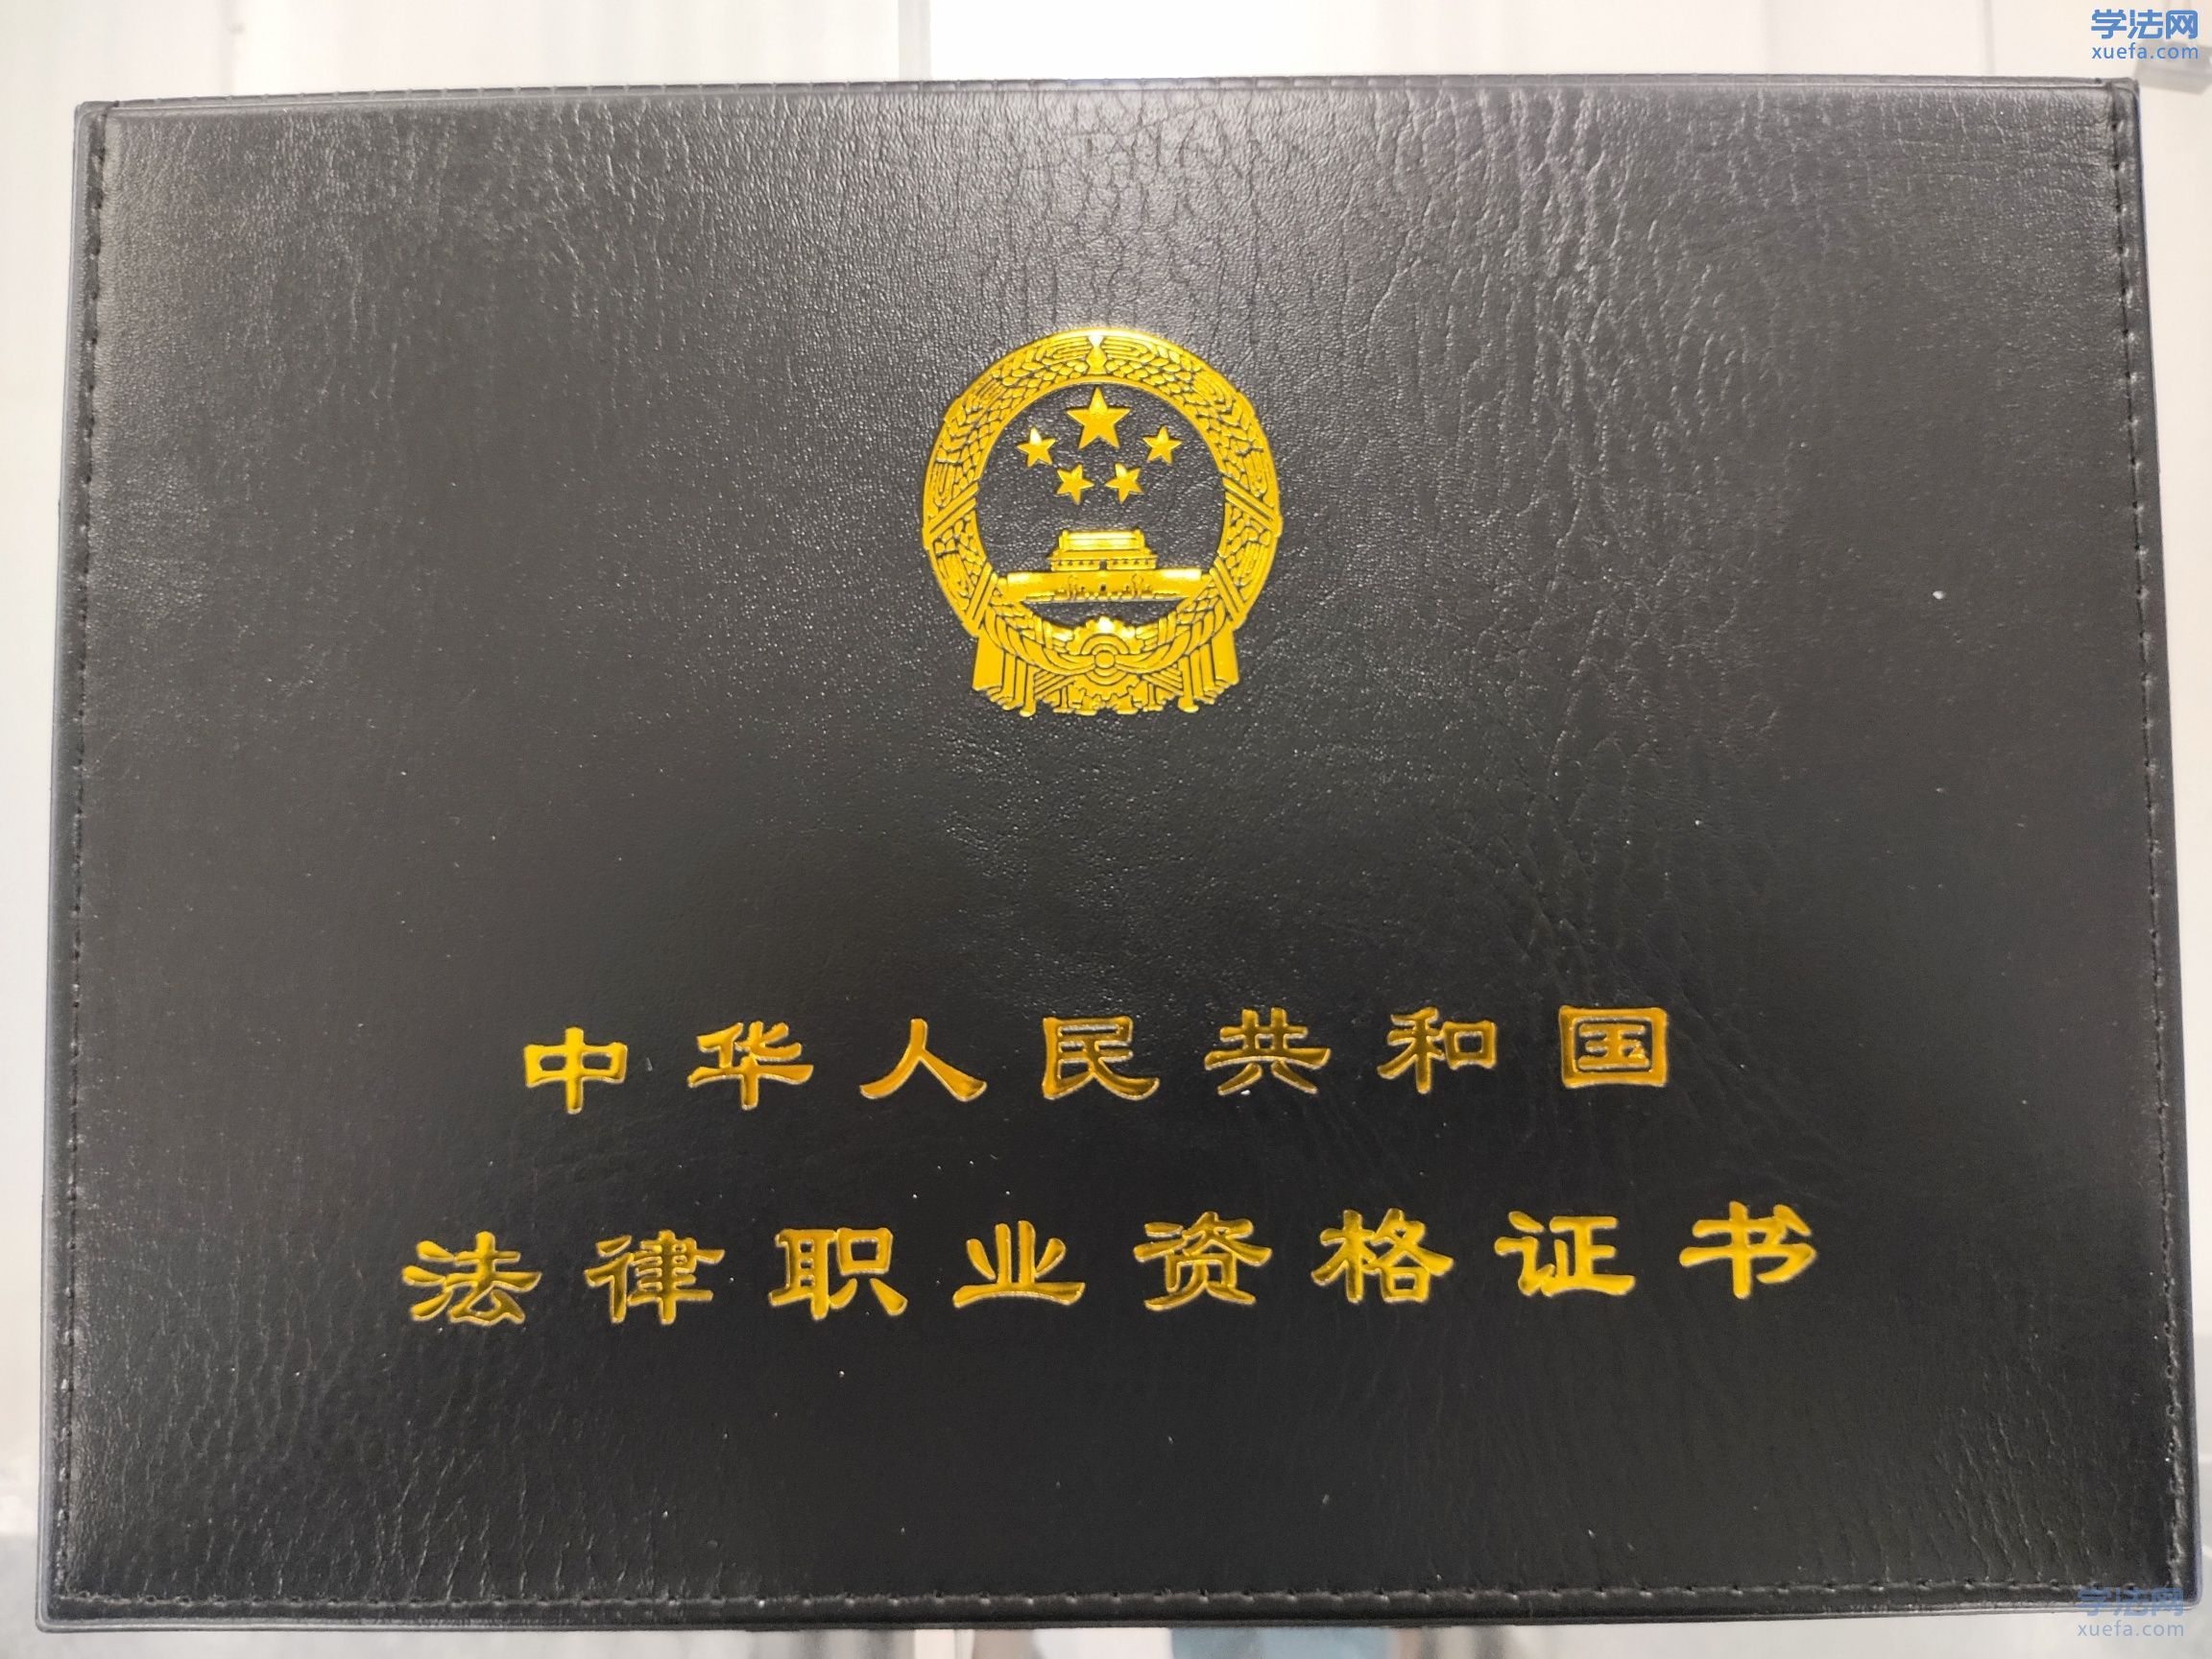 学法网
xuefa.com
中华人民共和国
法律职业资格证书
学法网
xuefa.com